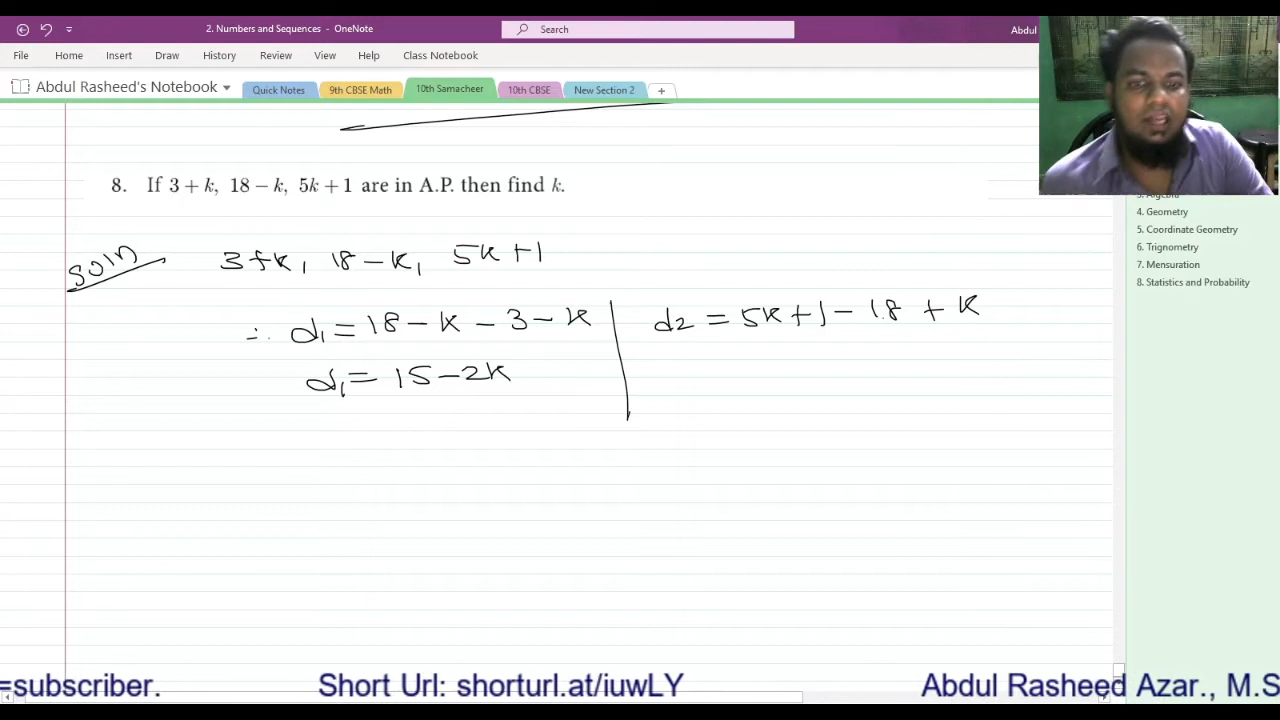 2. Numbers and Sequences - OneNote
Search
Abdul
File Home Insert Draw History Review View Help Class Notebook
Abdul Rasheed's Notebook
Quick Notes 9th CBSE Math 10th Samacheer 10th CBSE New Section 2 +
8. If 3 + k, 18 − k, 5k + 1 are in A.P. then find k.
Soln
3+k, 18-k, 5k+1
∴ d₁ = 18 - k - 3 - k
d₁ = 15 - 2k
d2 = 5k + 1 - 18 + k
3. Algebra
4. Geometry
5. Coordinate Geometry
6. Trignometry
7. Mensuration
8. Statistics and Probability
=subscriber. Short Url: shorturl.at/iuwLY Abdul Rasheed Azar., M.S